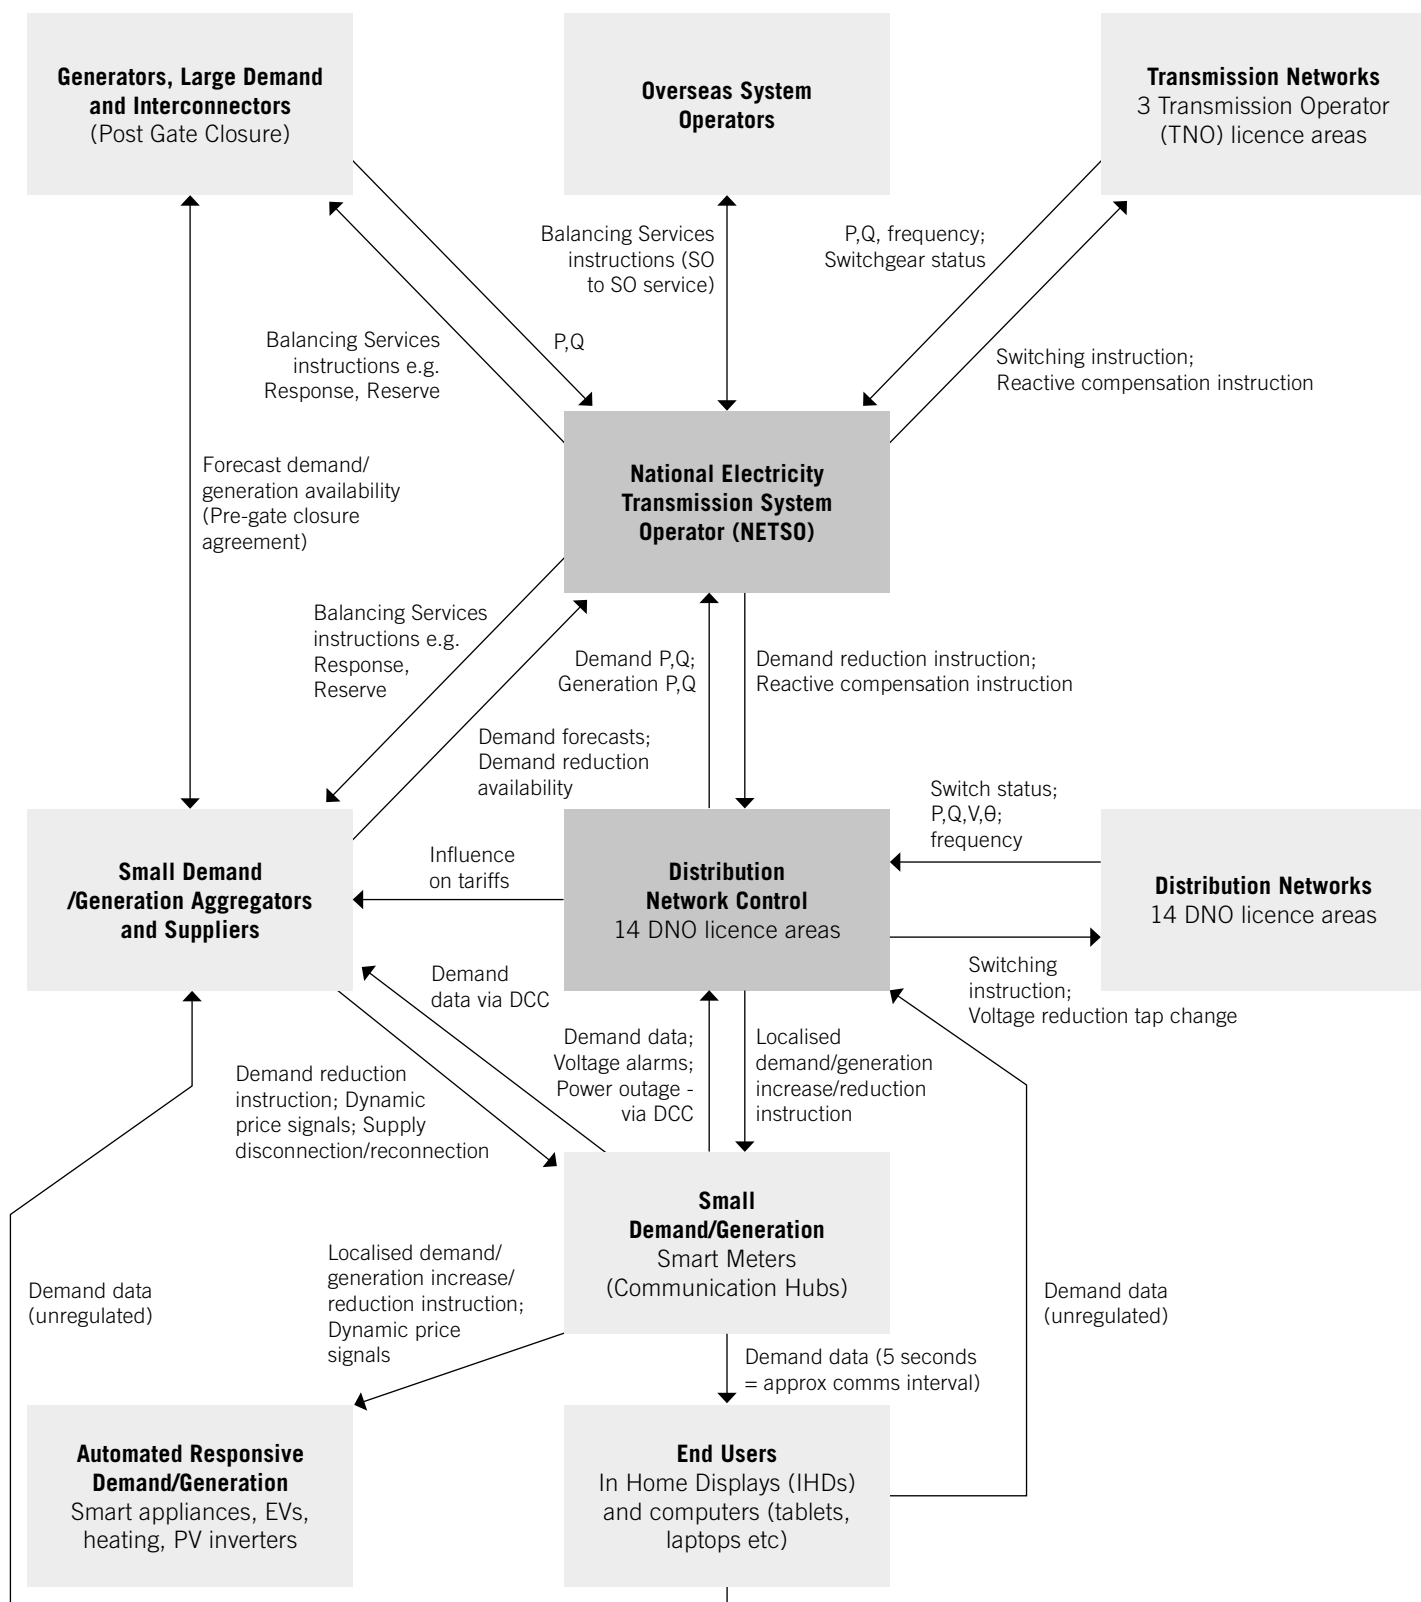 Generators, Large Demand
and Interconnectors
(Post Gate Closure)
Overseas System
Operators
Transmission Networks
3 Transmission Operator
(TNO) licence areas
Balancing Services
instructions (SO
to SO service)
P,Q, frequency;
Switchgear status
Balancing Services
instructions e.g.
Response, Reserve
P,Q
Switching instruction;
Reactive compensation instruction
Forecast demand/
generation availability
(Pre-gate closure
agreement)
National Electricity
Transmission System
Operator (NETSO)
Balancing Services
instructions e.g.
Response,
Reserve
Demand P,Q;
Generation P,Q
Demand reduction instruction;
Reactive compensation instruction
Demand forecasts;
Demand reduction
availability
Switch status;
P,Q,V,θ;
frequency
Small Demand
/Generation Aggregators
and Suppliers
Influence
on tariffs
Distribution
Network Control
14 DNO licence areas
Distribution Networks
14 DNO licence areas
Demand
data via DCC
Switching
instruction;
Voltage reduction tap change
Demand reduction
instruction; Dynamic
price signals; Supply
disconnection/reconnection
Demand data;
Voltage alarms;
Power outage -
via DCC
Localised
demand/generation
increase/reduction
instruction
Small
Demand/Generation
Smart Meters
(Communication Hubs)
Demand data
(unregulated)
Localised demand/
generation increase/
reduction instruction;
Dynamic price
signals
Demand data
(unregulated)
Demand data (5 seconds
= approx comms interval)
Automated Responsive
Demand/Generation
Smart appliances, EVs,
heating, PV inverters
End Users
In Home Displays (IHDs)
and computers (tablets,
laptops etc)